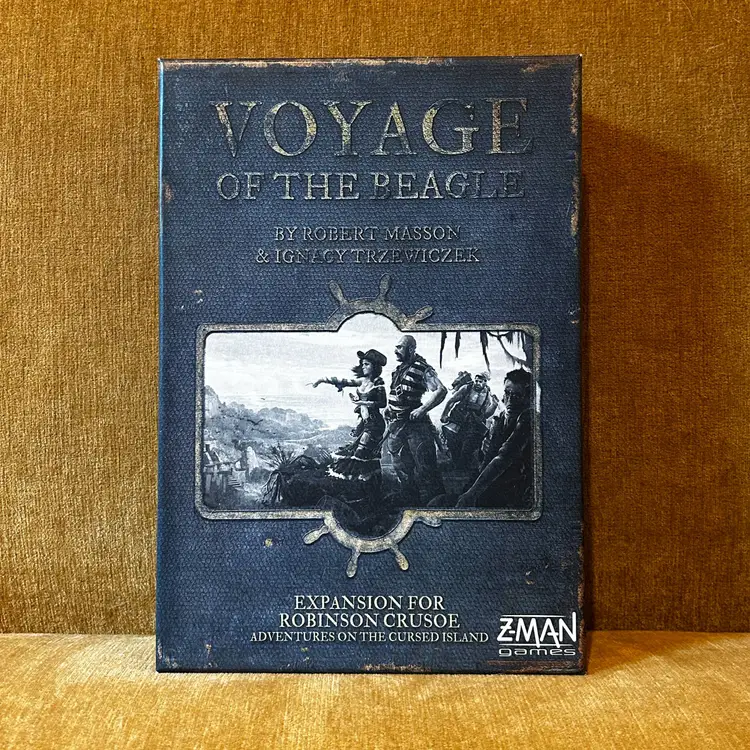 VOYAGE
OF THE BEAGLE
BY ROBERT MASSON
& IGNACY TRZEWICZEK
EXPANSION FOR
ROBINSON CRUSOE
ADVENTURES ON THE CURSED ISLAND
Z-MAN
games